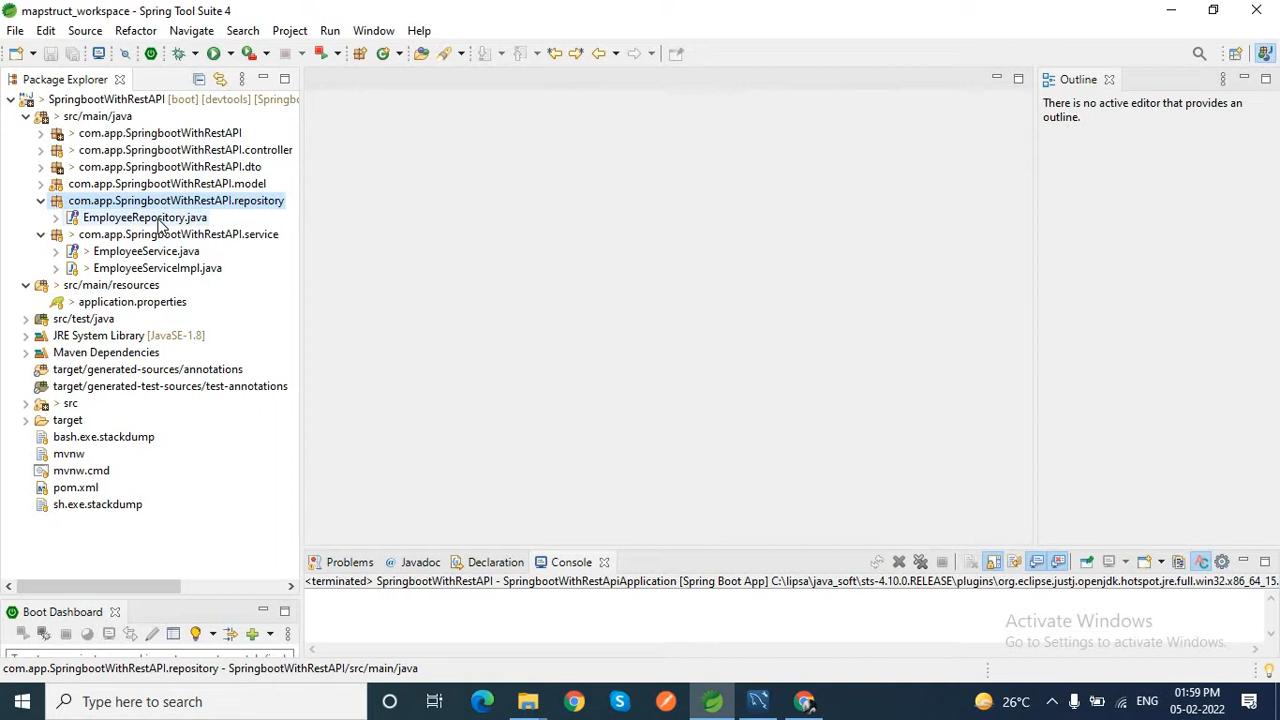 mapstruct_workspace - Spring Tool Suite 4
File Edit Source Refactor Navigate Search Project Run Window Help
Package Explorer
Outline
> SpringbootWithRestAPI [boot] [devtools] [Springbo
There is no active editor that provides an outline.
> src/main/java
> com.app.SpringbootWithRestAPI
> com.app.SpringbootWithRestAPI.controller
> com.app.SpringbootWithRestAPI.dto
com.app.SpringbootWithRestAPI.model
com.app.SpringbootWithRestAPI.repository
EmployeeRepository.java
> com.app.SpringbootWithRestAPI.service
> EmployeeService.java
> EmployeeServiceImpl.java
> src/main/resources
> application.properties
src/test/java
JRE System Library [JavaSE-1.8]
Maven Dependencies
target/generated-sources/annotations
target/generated-test-sources/test-annotations
> src
target
bash.exe.stackdump
mvnw
mvnw.cmd
pom.xml
sh.exe.stackdump
Problems @ Javadoc Declaration Console
<terminated> SpringbootWithRestAPI - SpringbootWithRestApiApplication [Spring Boot App] C:\lipsa\java_soft\sts-4.10.0.RELEASE\plugins\org.eclipse.justj.openjdk.hotspot.jre.full.win32.x86_64_15.
Boot Dashboard
Activate Windows
Go to Settings to activate Windows.
com.app.SpringbootWithRestAPI.repository - SpringbootWithRestAPI/src/main/java
Type here to search
26°C
ENG
01:59 PM
05-02-2022